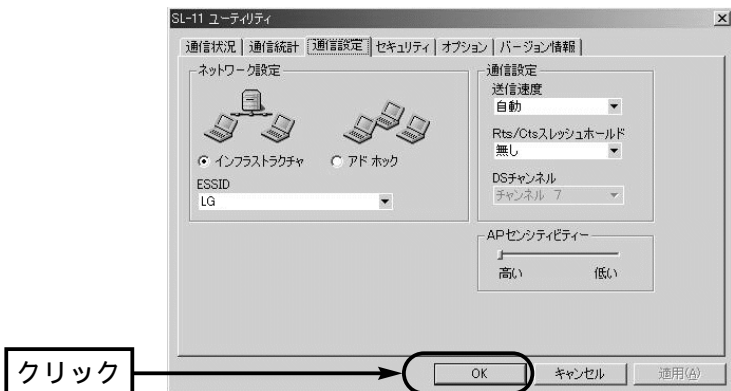 SL-11 ユーティリティ
通信状況 通信統計 通信設定 セキュリティ オプション バージョン情報
ネットワーク設定
インフラストラクチャ アド ホック
ESSID
LG
通信設定
送信速度
自動
Rts/Ctsスレッシュホールド
無し
DSチャンネル
チャンネル 7
APセンシティビティー
高い 低い
クリック
OK キャンセル 適用(A)